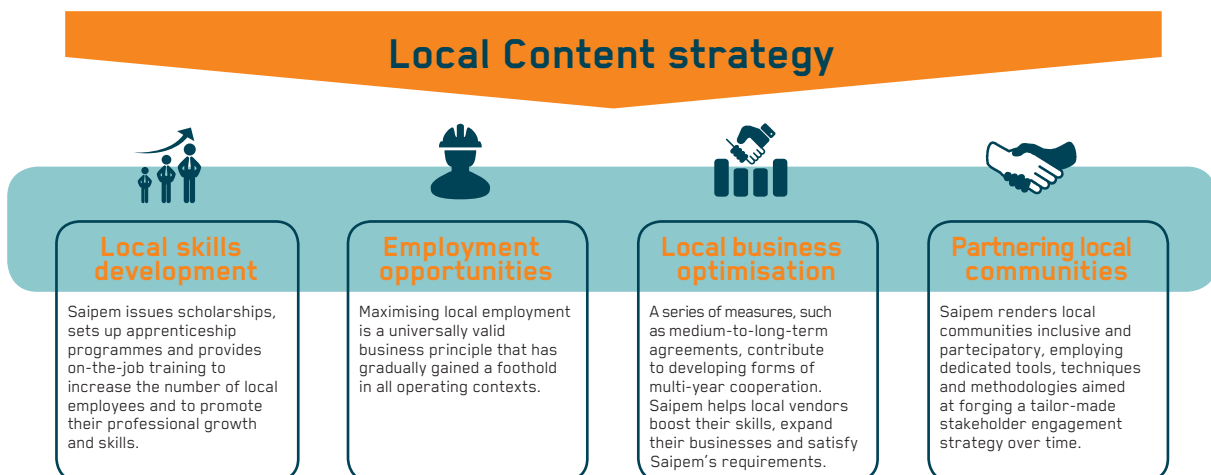 Local Content strategy
Local skills
development
Saipem issues scholarships,
sets up apprenticeship
programmes and provides
on-the-job training to
increase the number of local
employees and to promote
their professional growth
and skills.
Employment
opportunities
Maximising local employment
is a universally valid
business principle that has
gradually gained a foothold
in all operating contexts.
Local business
optimisation
A series of measures, such
as medium-to-long-term
agreements, contribute
to developing forms of
multi-year cooperation.
Saipem helps local vendors
boost their skills, expand
their businesses and satisfy
Saipem's requirements.
Partnering local
communities
Saipem renders local
communities inclusive and
partecipatory, employing
dedicated tools, techniques
and methodologies aimed
at forging a tailor-made
stakeholder engagement
strategy over time.